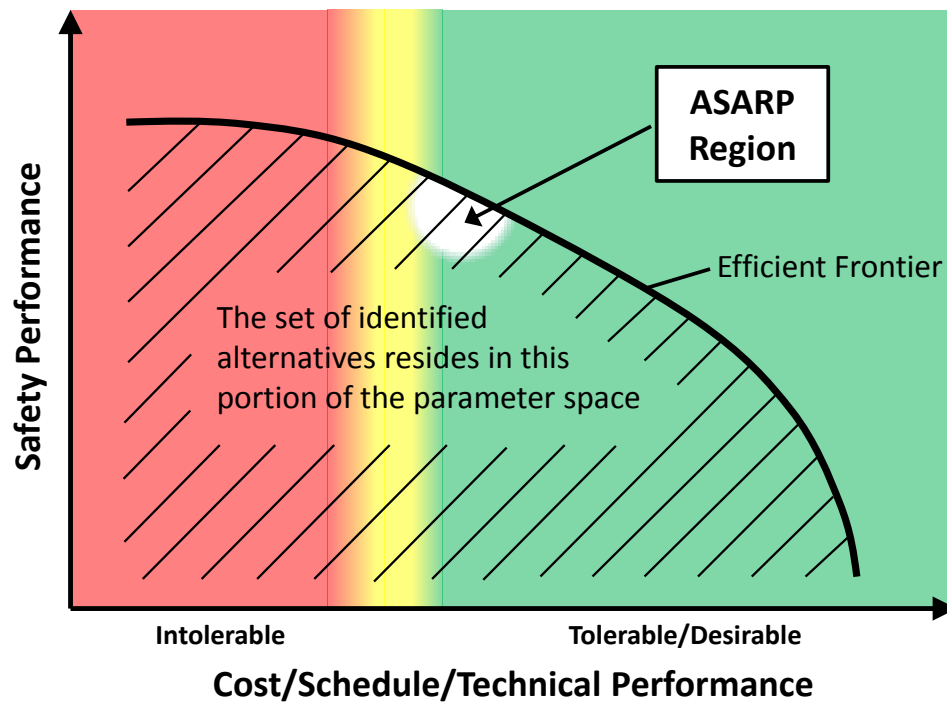 ASARP
Region
Efficient Frontier
The set of identified
alternatives resides in this
portion of the parameter space
Safety Performance
Intolerable
Tolerable/Desirable
Cost/Schedule/Technical Performance